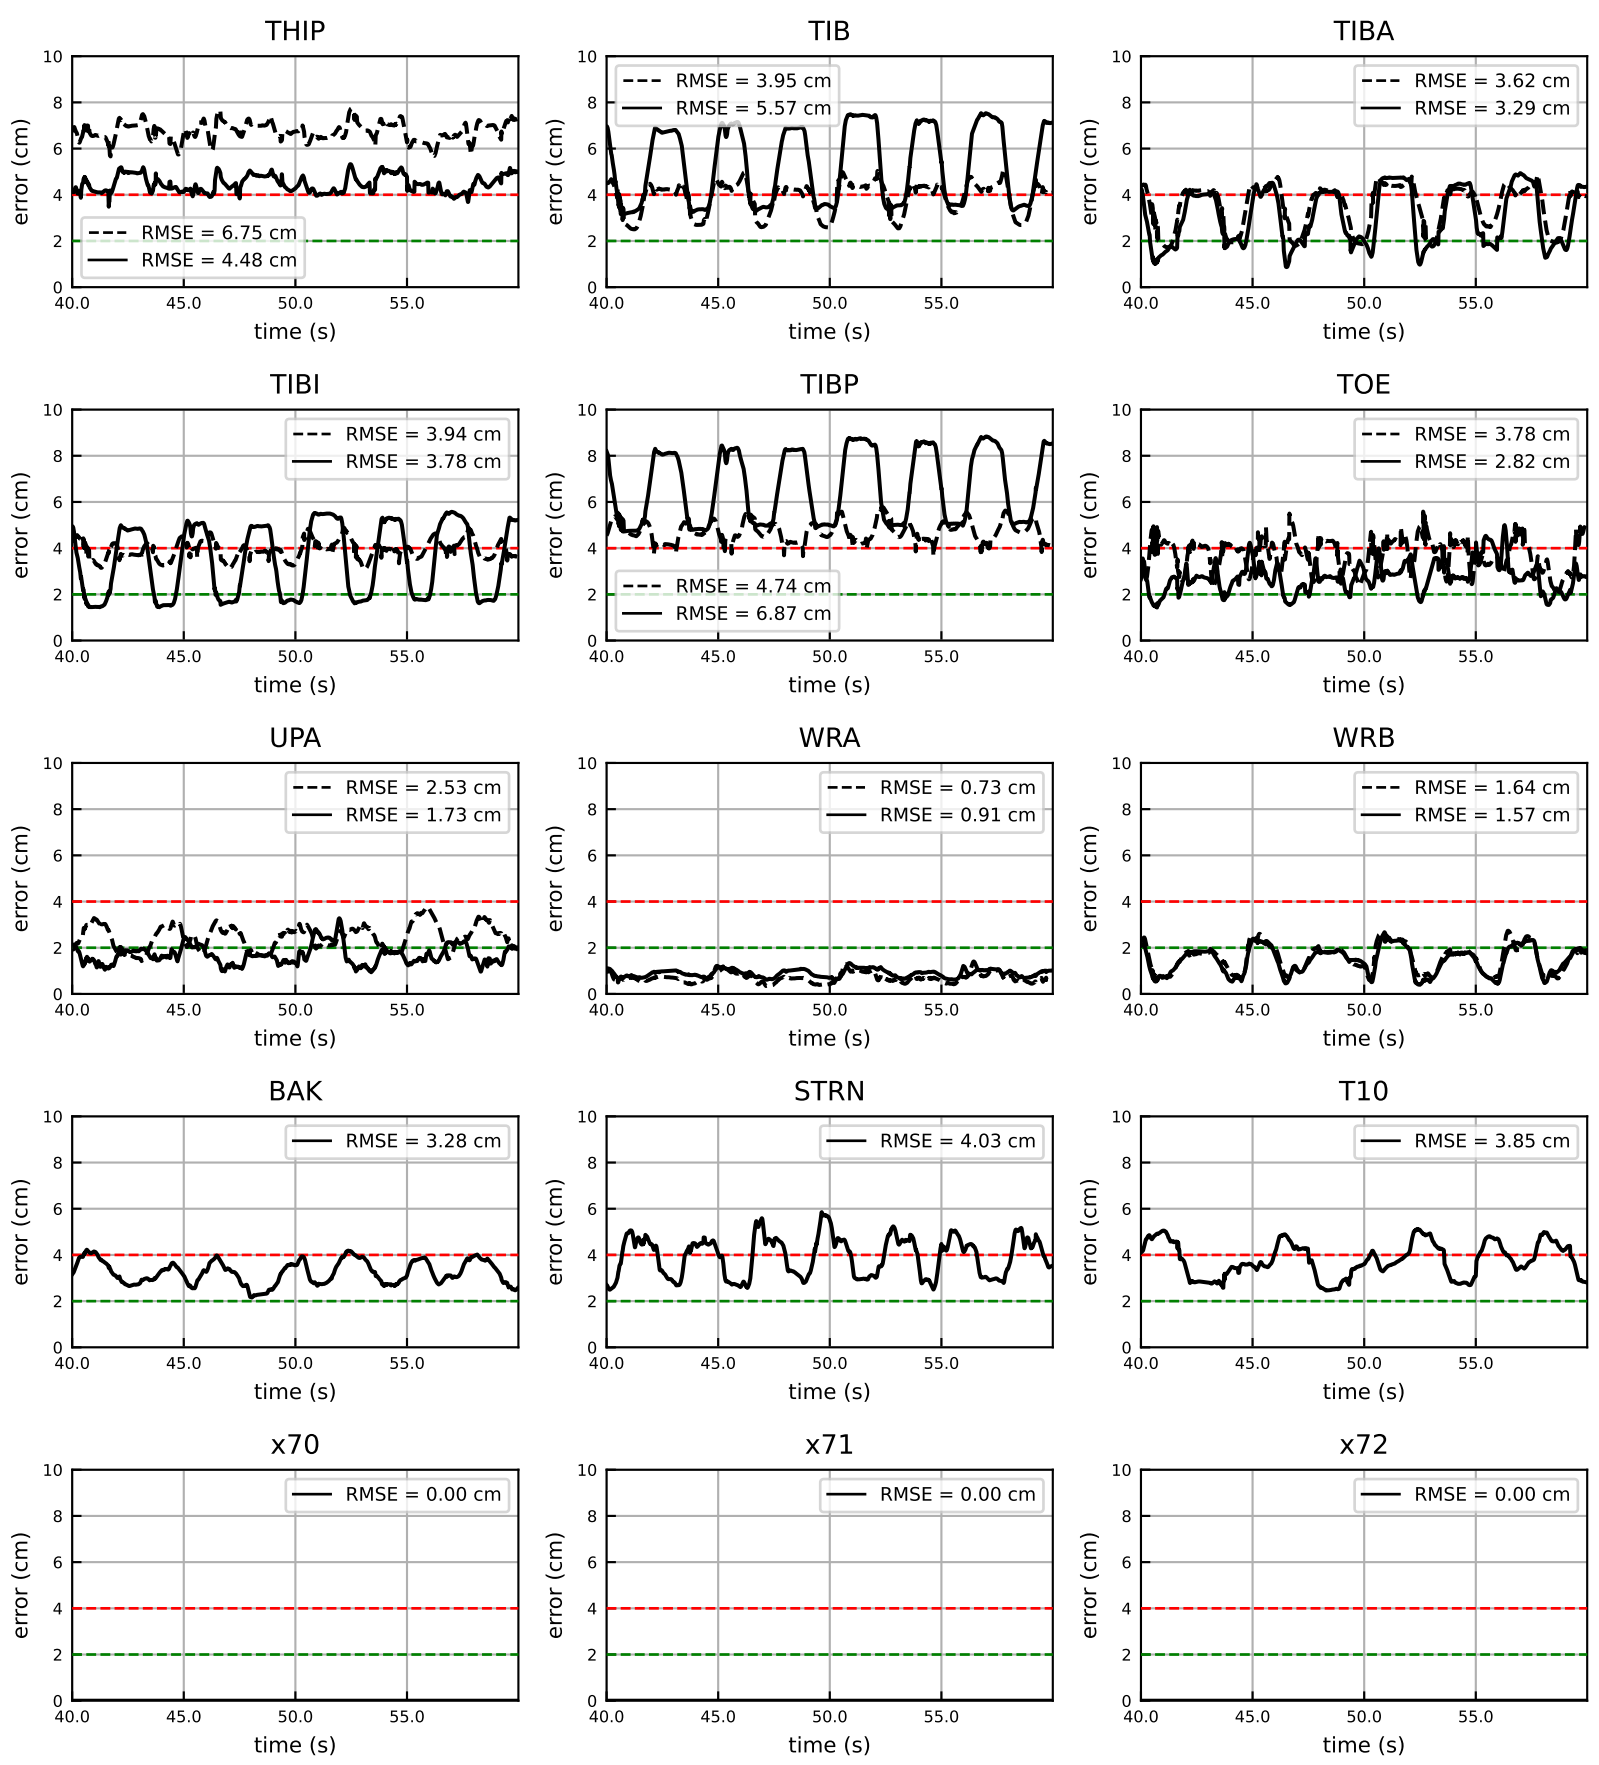 THIP TIB TIBA
10 10 10
8 8 8
6 6 6
4 4 4
2 2 2
0 0 0
error (cm) error (cm) error (cm)
RMSE = 6.75 cm RMSE = 3.95 cm RMSE = 3.62 cm
RMSE = 4.48 cm RMSE = 5.57 cm RMSE = 3.29 cm
40.0 45.0 50.0 55.0 40.0 45.0 50.0 55.0 40.0 45.0 50.0 55.0
time (s) time (s) time (s)
TIBI TIBP TOE
10 10 10
8 8 8
6 6 6
4 4 4
2 2 2
0 0 0
error (cm) error (cm) error (cm)
RMSE = 3.94 cm RMSE = 4.74 cm RMSE = 3.78 cm
RMSE = 3.78 cm RMSE = 6.87 cm RMSE = 2.82 cm
40.0 45.0 50.0 55.0 40.0 45.0 50.0 55.0 40.0 45.0 50.0 55.0
time (s) time (s) time (s)
UPA WRA WRB
10 10 10
8 8 8
6 6 6
4 4 4
2 2 2
0 0 0
error (cm) error (cm) error (cm)
RMSE = 2.53 cm RMSE = 0.73 cm RMSE = 1.64 cm
RMSE = 1.73 cm RMSE = 0.91 cm RMSE = 1.57 cm
40.0 45.0 50.0 55.0 40.0 45.0 50.0 55.0 40.0 45.0 50.0 55.0
time (s) time (s) time (s)
BAK STRN T10
10 10 10
8 8 8
6 6 6
4 4 4
2 2 2
0 0 0
error (cm) error (cm) error (cm)
RMSE = 3.28 cm RMSE = 4.03 cm RMSE = 3.85 cm
40.0 45.0 50.0 55.0 40.0 45.0 50.0 55.0 40.0 45.0 50.0 55.0
time (s) time (s) time (s)
x70 x71 x72
10 10 10
8 8 8
6 6 6
4 4 4
2 2 2
0 0 0
error (cm) error (cm) error (cm)
RMSE = 0.00 cm RMSE = 0.00 cm RMSE = 0.00 cm
40.0 45.0 50.0 55.0 40.0 45.0 50.0 55.0 40.0 45.0 50.0 55.0
time (s) time (s) time (s)